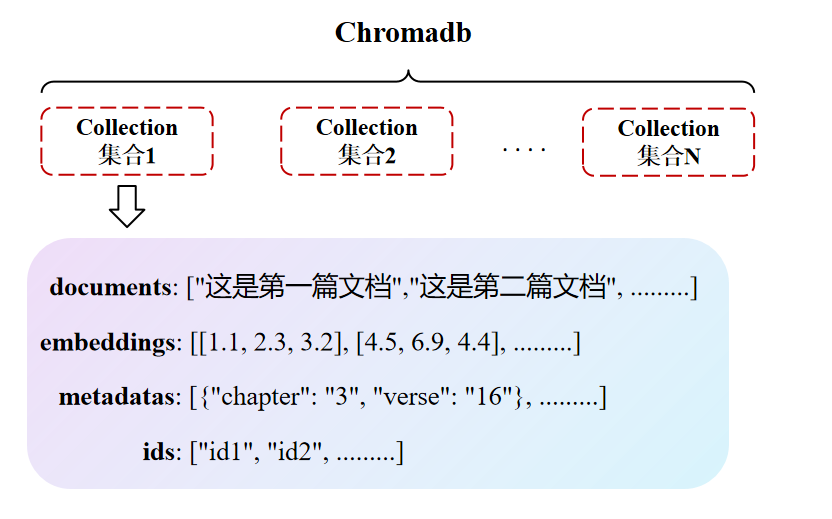 Chromadb
Collection
集合1
Collection
集合2
....
Collection
集合N
documents: ["这是第一篇文档","这是第二篇文档", .........]
embeddings: [[1.1, 2.3, 3.2], [4.5, 6.9, 4.4], .........]
metadatas: [{"chapter": "3", "verse": "16"}, .........]
ids: ["id1", "id2", .........]